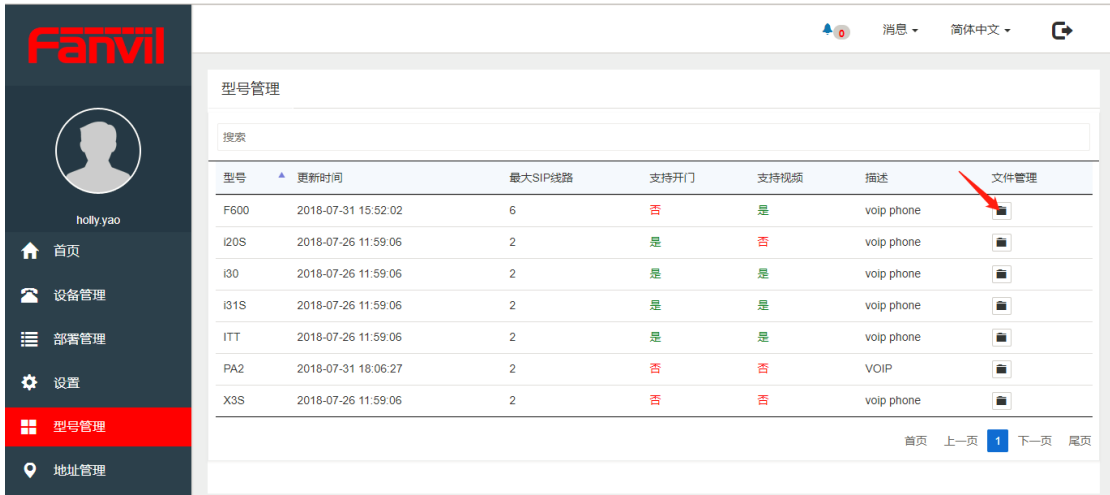 Fanvil
0 消息 简体中文
holly.yao
首页
设备管理
部署管理
设置
型号管理
地址管理
型号管理
搜索
型号 更新时间 最大SIP线路 支持开门 支持视频 描述 文件管理
F600 2018-07-31 15:52:02 6 否 是 voip phone
i20S 2018-07-26 11:59:06 2 是 否 voip phone
i30 2018-07-26 11:59:06 2 是 是 voip phone
i31S 2018-07-26 11:59:06 2 是 是 voip phone
ITT 2018-07-26 11:59:06 2 是 是 voip phone
PA2 2018-07-31 18:06:27 2 否 否 VOIP
X3S 2018-07-26 11:59:06 2 否 否 voip phone
首页 上一页 1 下一页 尾页